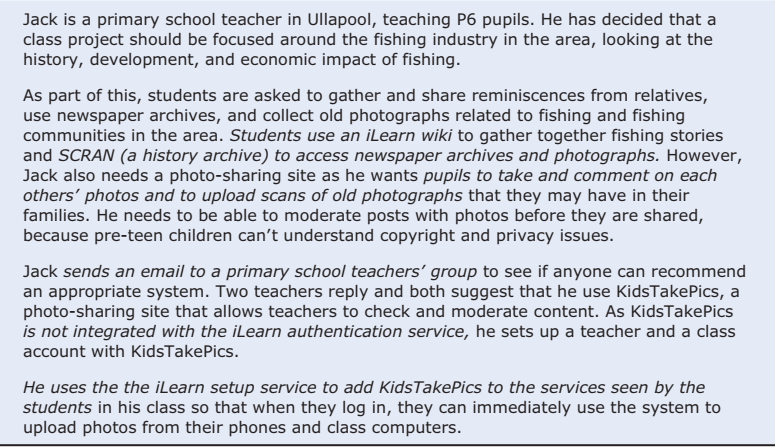 Jack is a primary school teacher in Ullapool, teaching P6 pupils. He has decided that a
class project should be focused around the fishing industry in the area, looking at the
history, development, and economic impact of fishing.
As part of this, students are asked to gather and share reminiscences from relatives,
use newspaper archives, and collect old photographs related to fishing and fishing
communities in the area. Students use an iLearn wiki to gather together fishing stories
and SCRAN (a history archive) to access newspaper archives and photographs. However,
Jack also needs a photo-sharing site as he wants pupils to take and comment on each
others’ photos and to upload scans of old photographs that they may have in their
families. He needs to be able to moderate posts with photos before they are shared,
because pre-teen children can’t understand copyright and privacy issues.
Jack sends an email to a primary school teachers’ group to see if anyone can recommend
an appropriate system. Two teachers reply and both suggest that he use KidsTakePics, a
photo-sharing site that allows teachers to check and moderate content. As KidsTakePics
is not integrated with the iLearn authentication service, he sets up a teacher and a class
account with KidsTakePics.
He uses the the iLearn setup service to add KidsTakePics to the services seen by the
students in his class so that when they log in, they can immediately use the system to
upload photos from their phones and class computers.